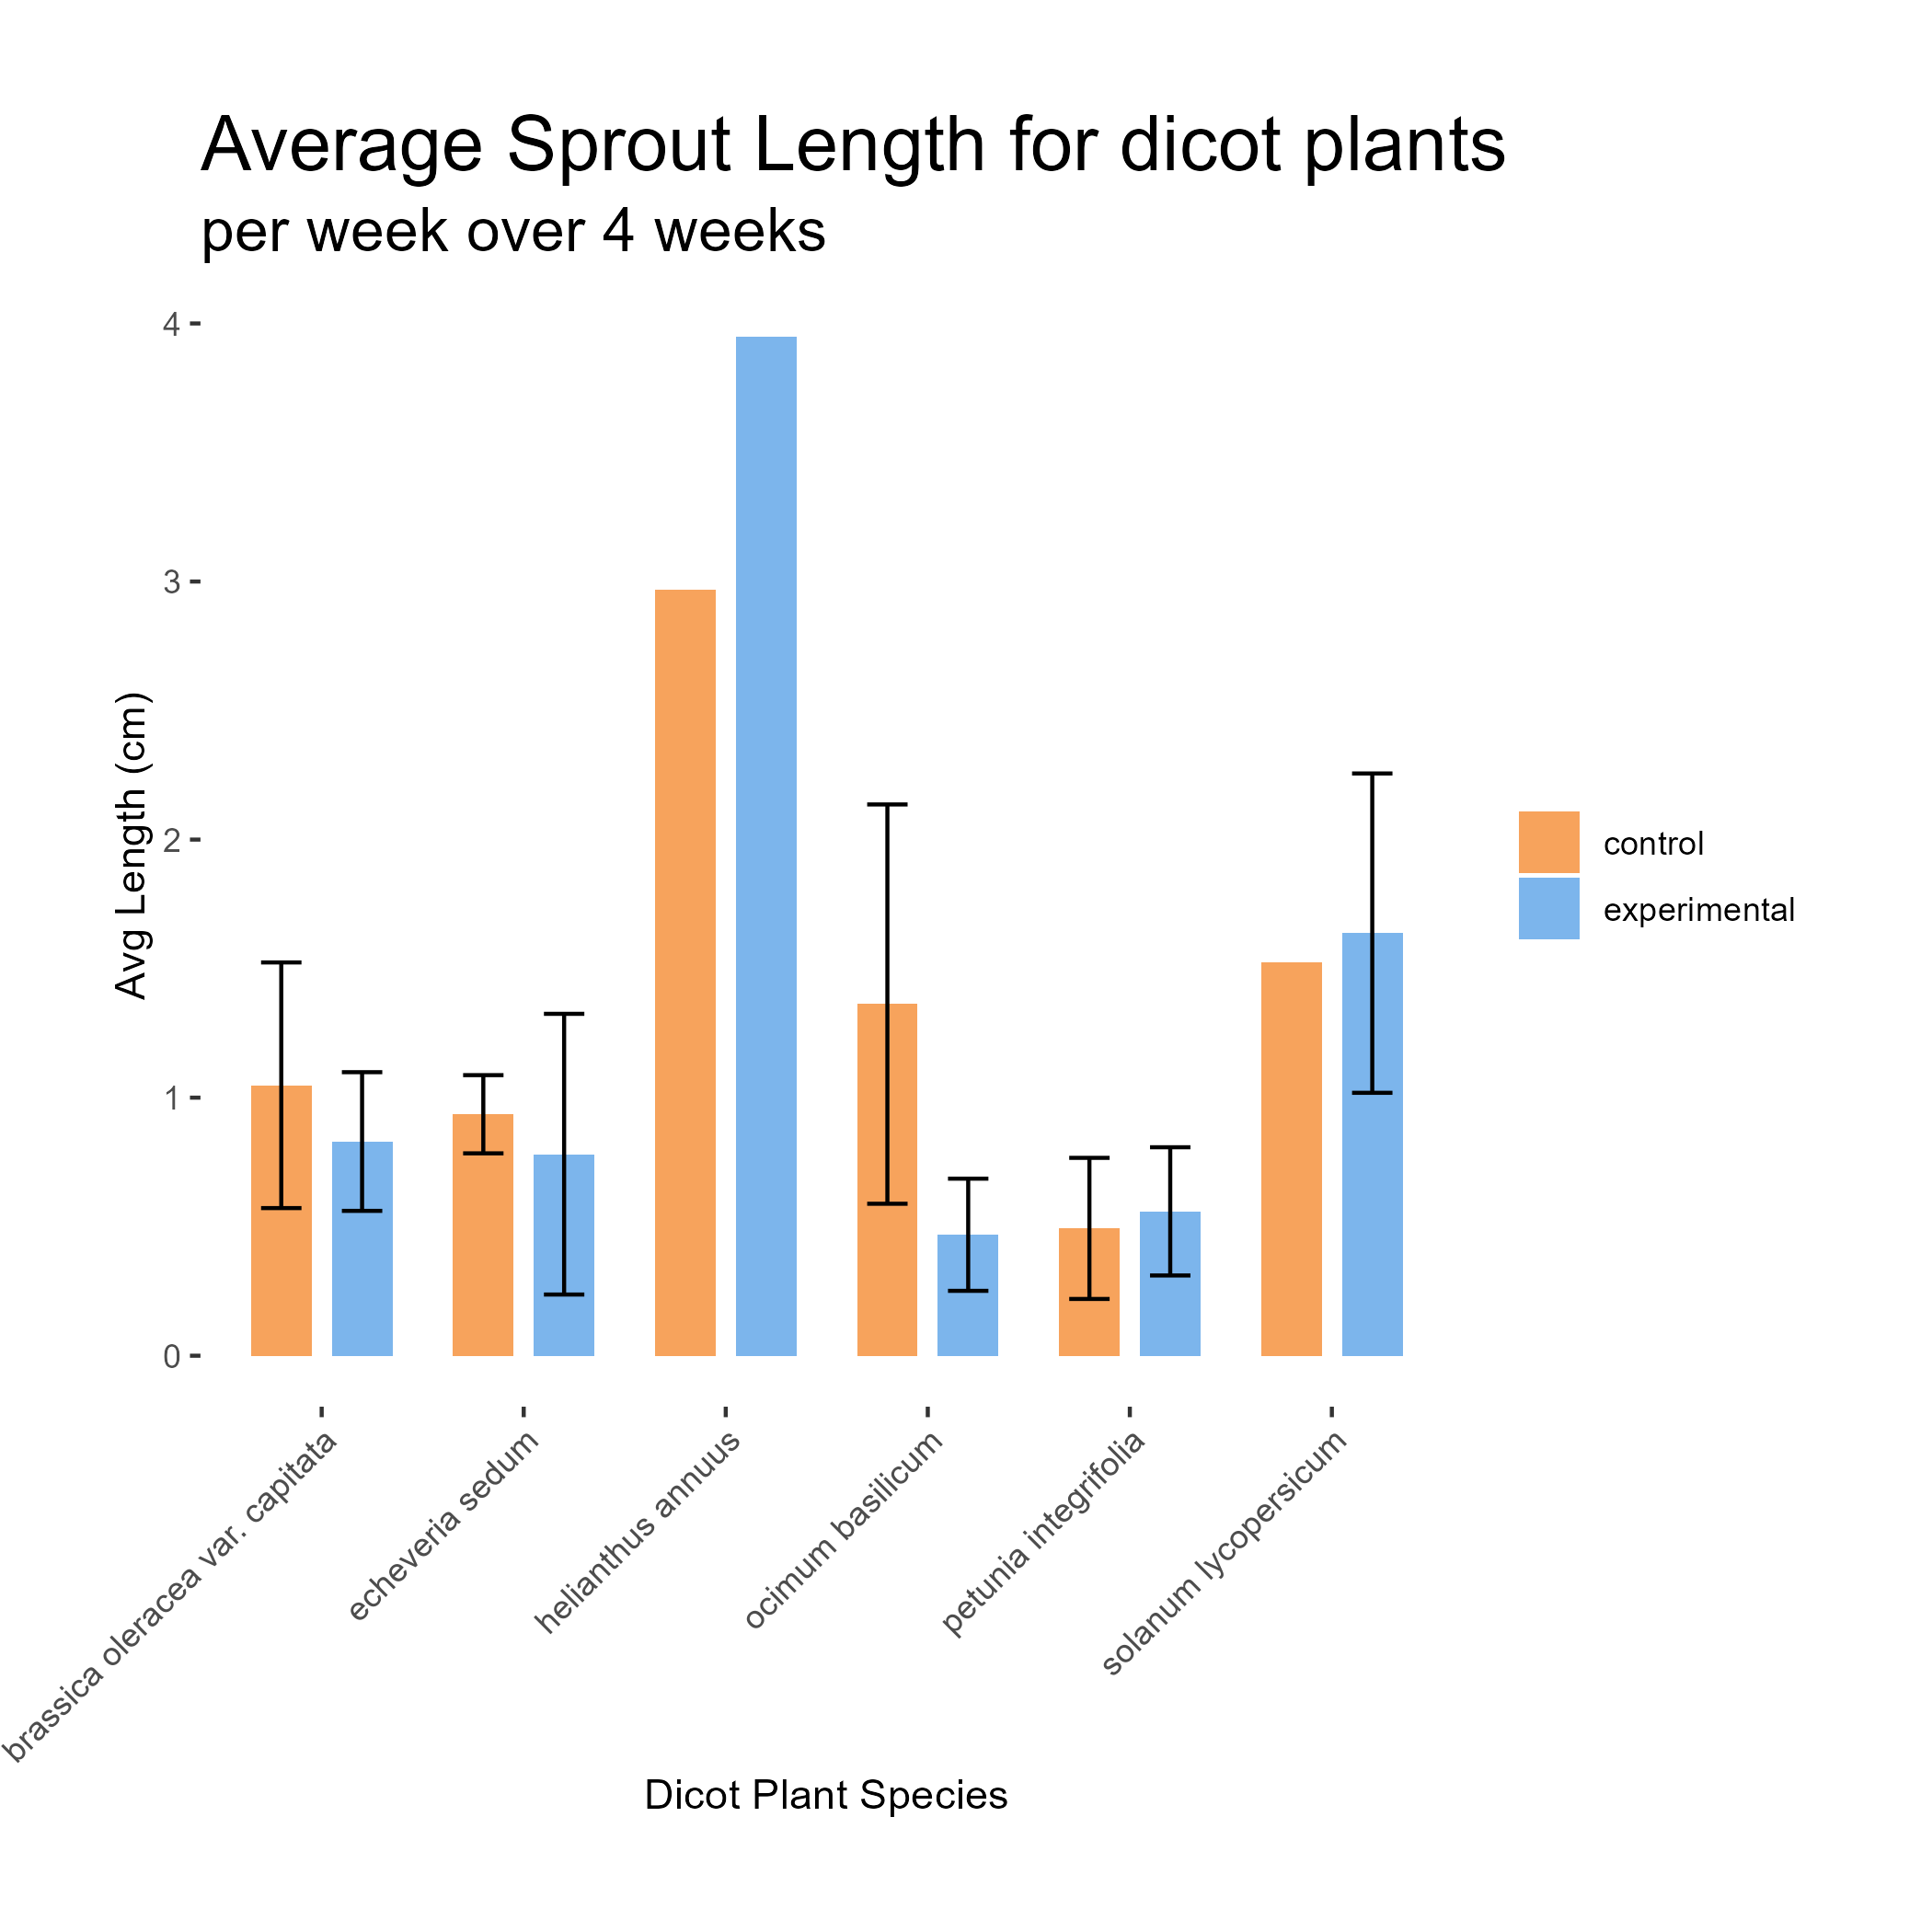 Average Sprout Length for dicot plants
per week over 4 weeks
4
3
2
1
0
Avg Length (cm)
control
experimental
brassica oleracea var. capitata
echeveria sedum
helianthus annuus
ocimum basilicum
petunia integrifolia
solanum lycopersicum
Dicot Plant Species